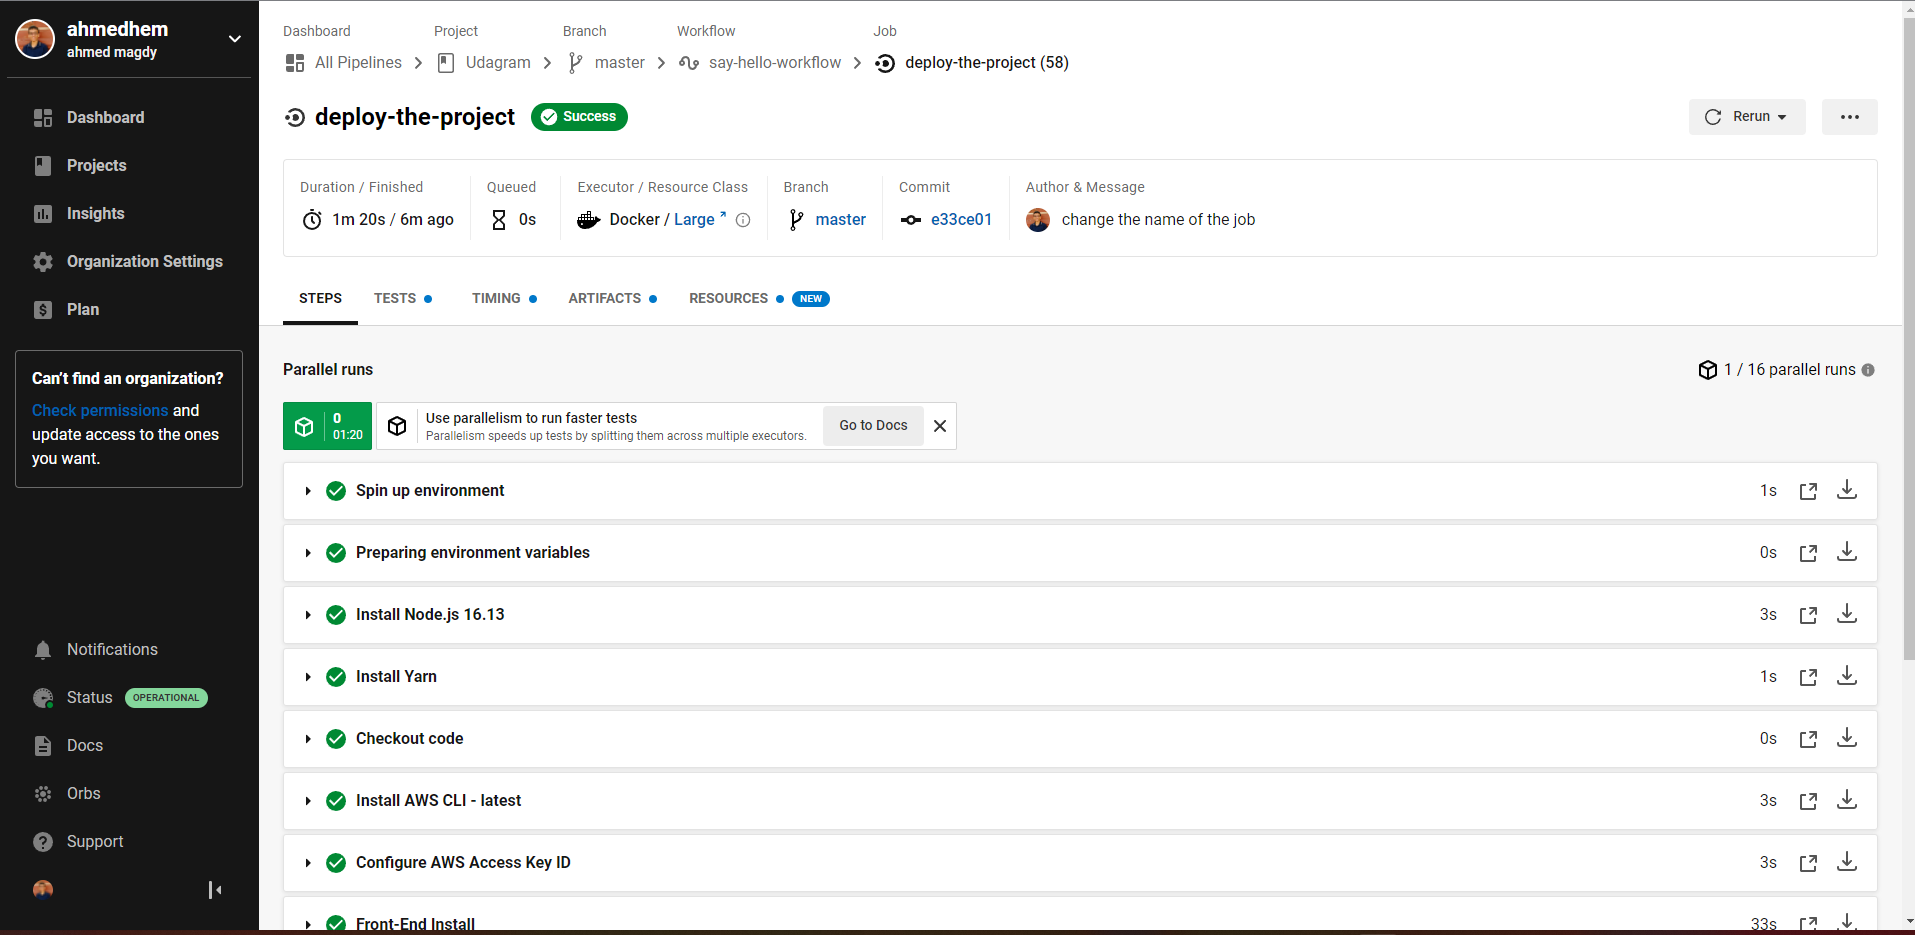 ahmedhem
ahmed magdy
Dashboard
Projects
Insights
Organization Settings
Plan
Can't find an organization?
Check permissions and
update access to the ones
you want.
Notifications
Status OPERATIONAL
Docs
Orbs
Support
Dashboard Project Branch Workflow Job
All Pipelines Udagram master say-hello-workflow deploy-the-project (58)
deploy-the-project Success Rerun
Duration / Finished Queued Executor / Resource Class Branch Commit Author & Message
1m 20s / 6m ago 0s Docker / Large master e33ce01 change the name of the job
STEPS TESTS TIMING ARTIFACTS RESOURCES NEW
Parallel runs 1 / 16 parallel runs
0
01:20
Use parallelism to run faster tests
Parallelism speeds up tests by splitting them across multiple executors.
Go to Docs
Spin up environment 1s
Preparing environment variables 0s
Install Node.js 16.13 3s
Install Yarn 1s
Checkout code 0s
Install AWS CLI - latest 3s
Configure AWS Access Key ID 3s
Front-End Install 33s